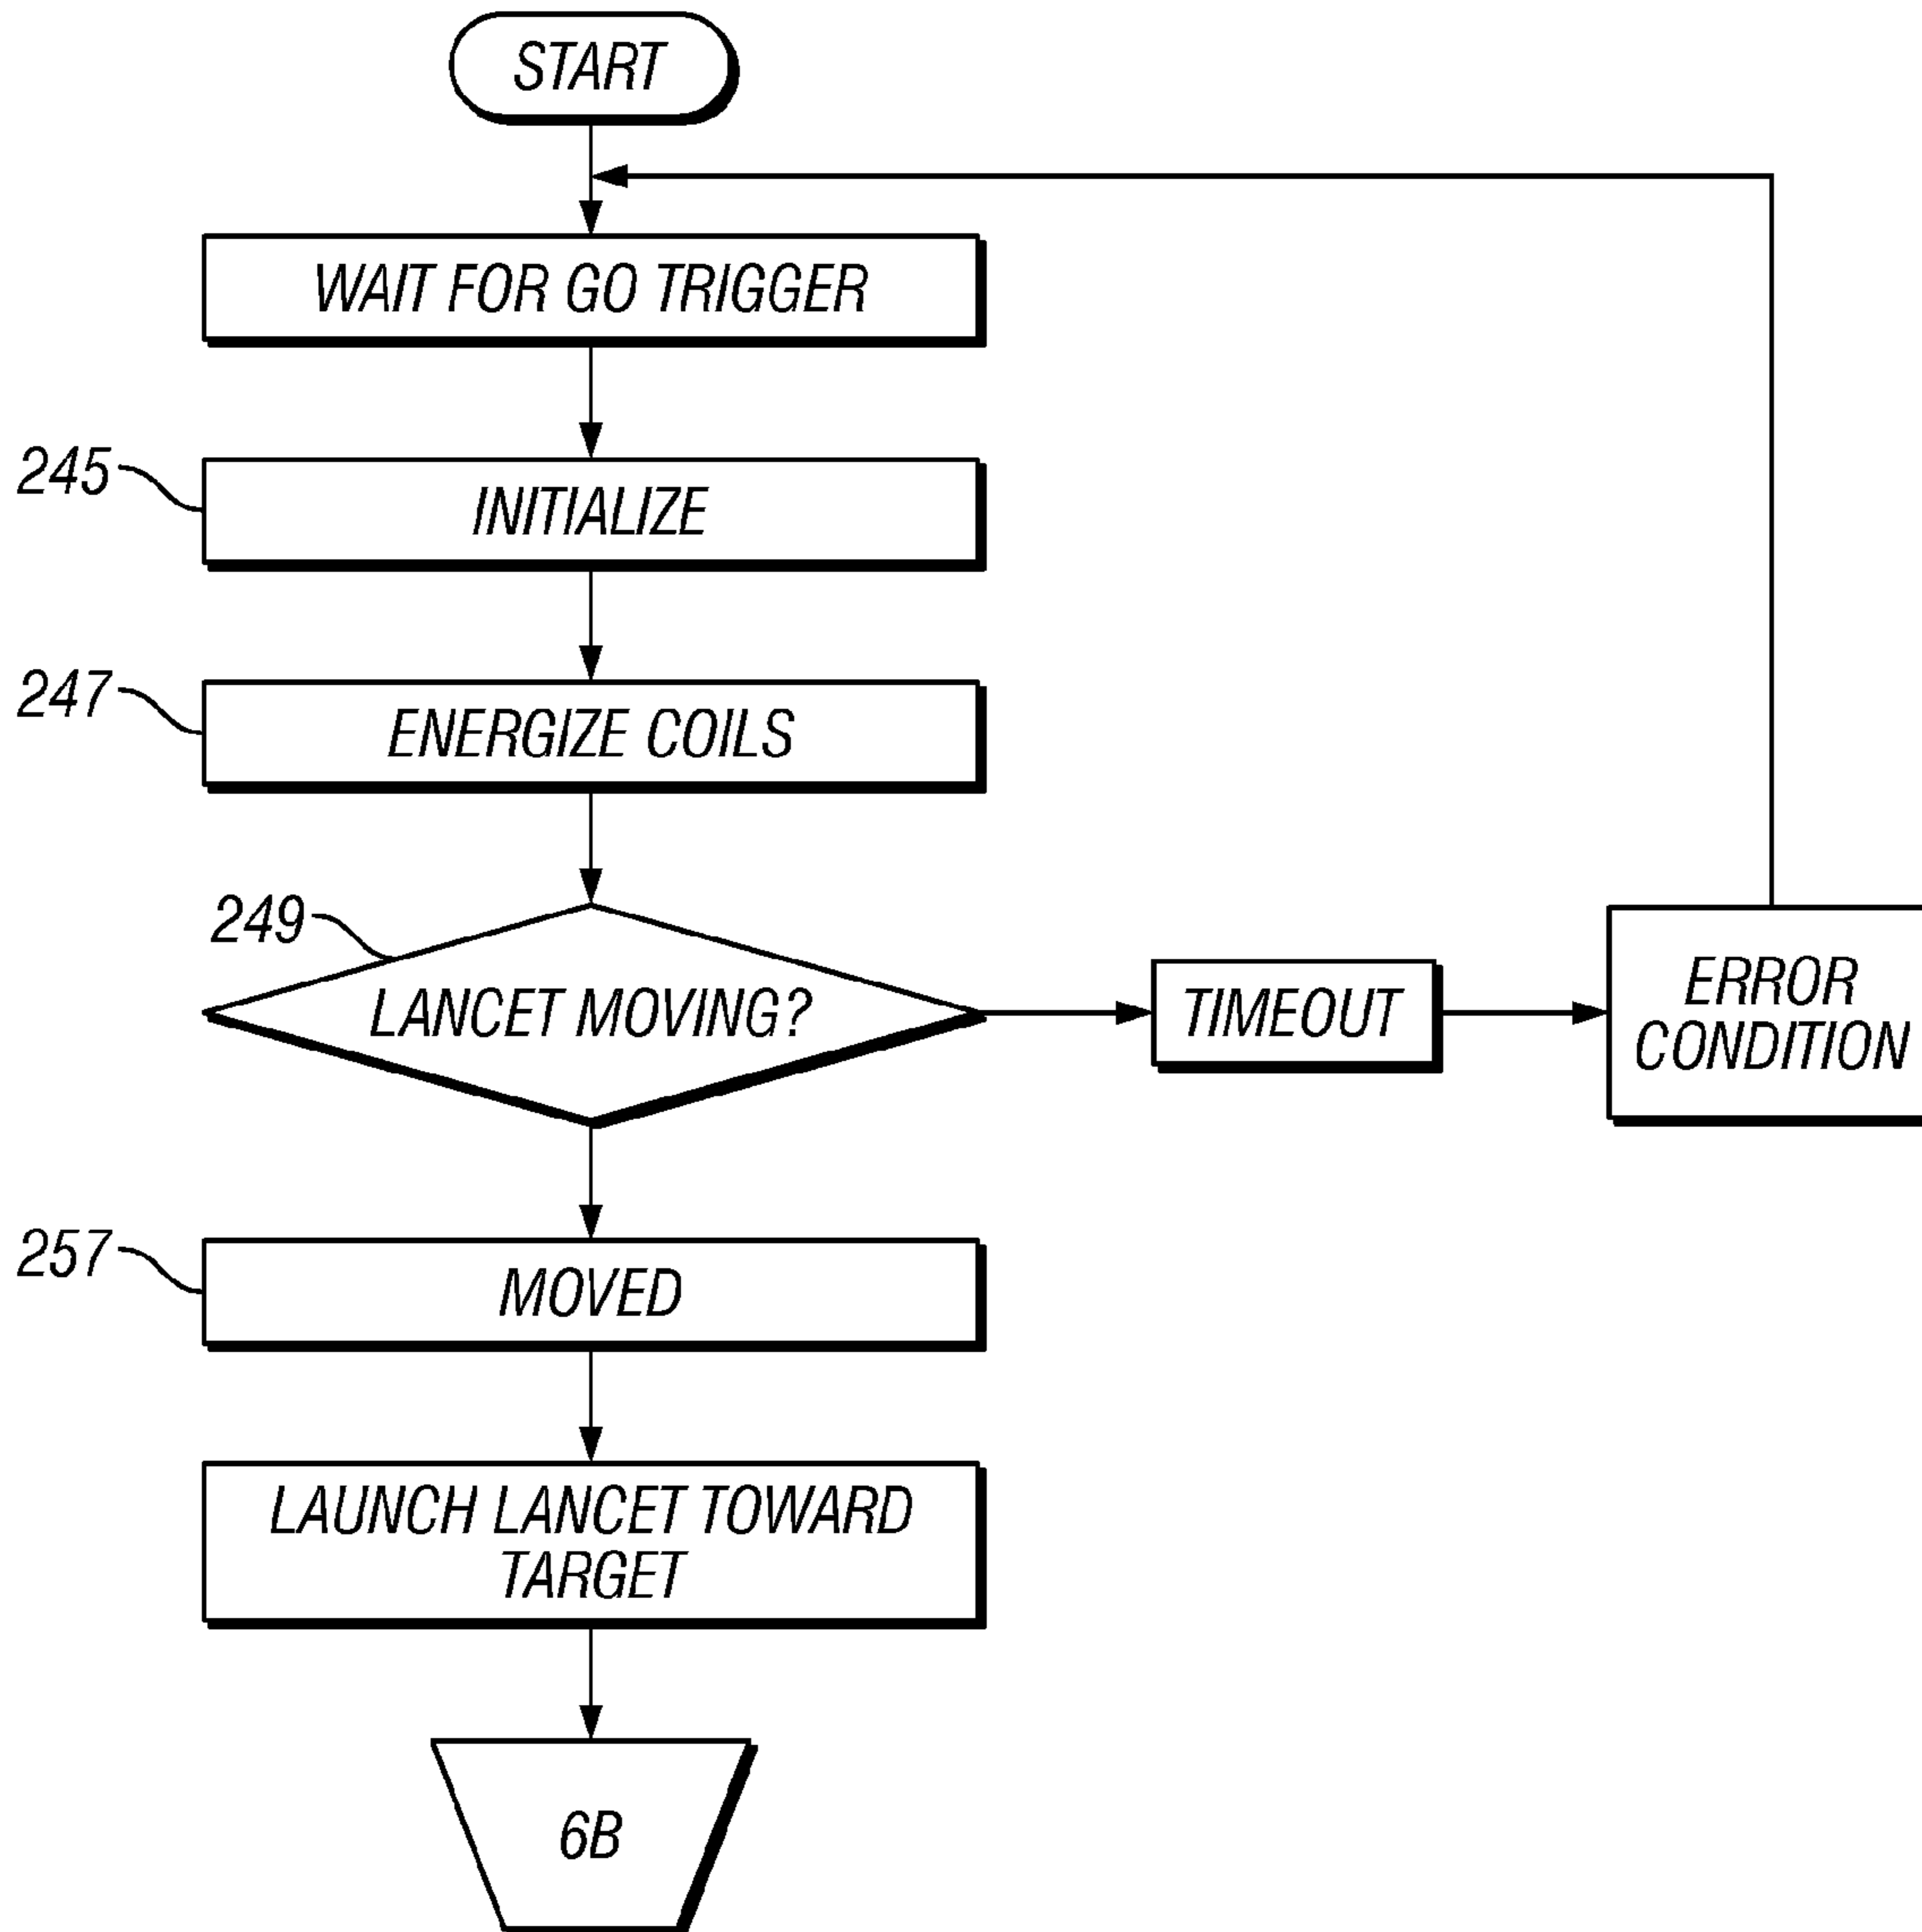 START
WAIT FOR GO TRIGGER
245
INITIALIZE
247
ENERGIZE COILS
249
LANCET MOVING?
TIMEOUT
ERROR
CONDITION
257
MOVED
LAUNCH LANCET TOWARD
TARGET
6B